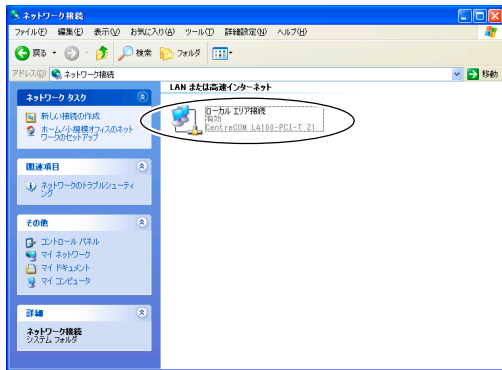 ネットワーク接続
ファイル(F) 編集(E) 表示(V) お気に入り(A) ツール(T) 詳細設定(N) ヘルプ(H)
戻る 検索 フォルダ
アドレス(D) ネットワーク接続 移動
ネットワーク タスク
新しい接続の作成
ホーム/小規模オフィスのネット
ワークのセットアップ
関連項目
ネットワークのトラブルシューティ
ング
その他
コントロール パネル
マイ ネットワーク
マイ ドキュメント
マイ コンピュータ
詳細
ネットワーク接続
システム フォルダ
LAN または高速インターネット
ローカル エリア接続
有効
CentreCOM LA100-PCI-T Z1